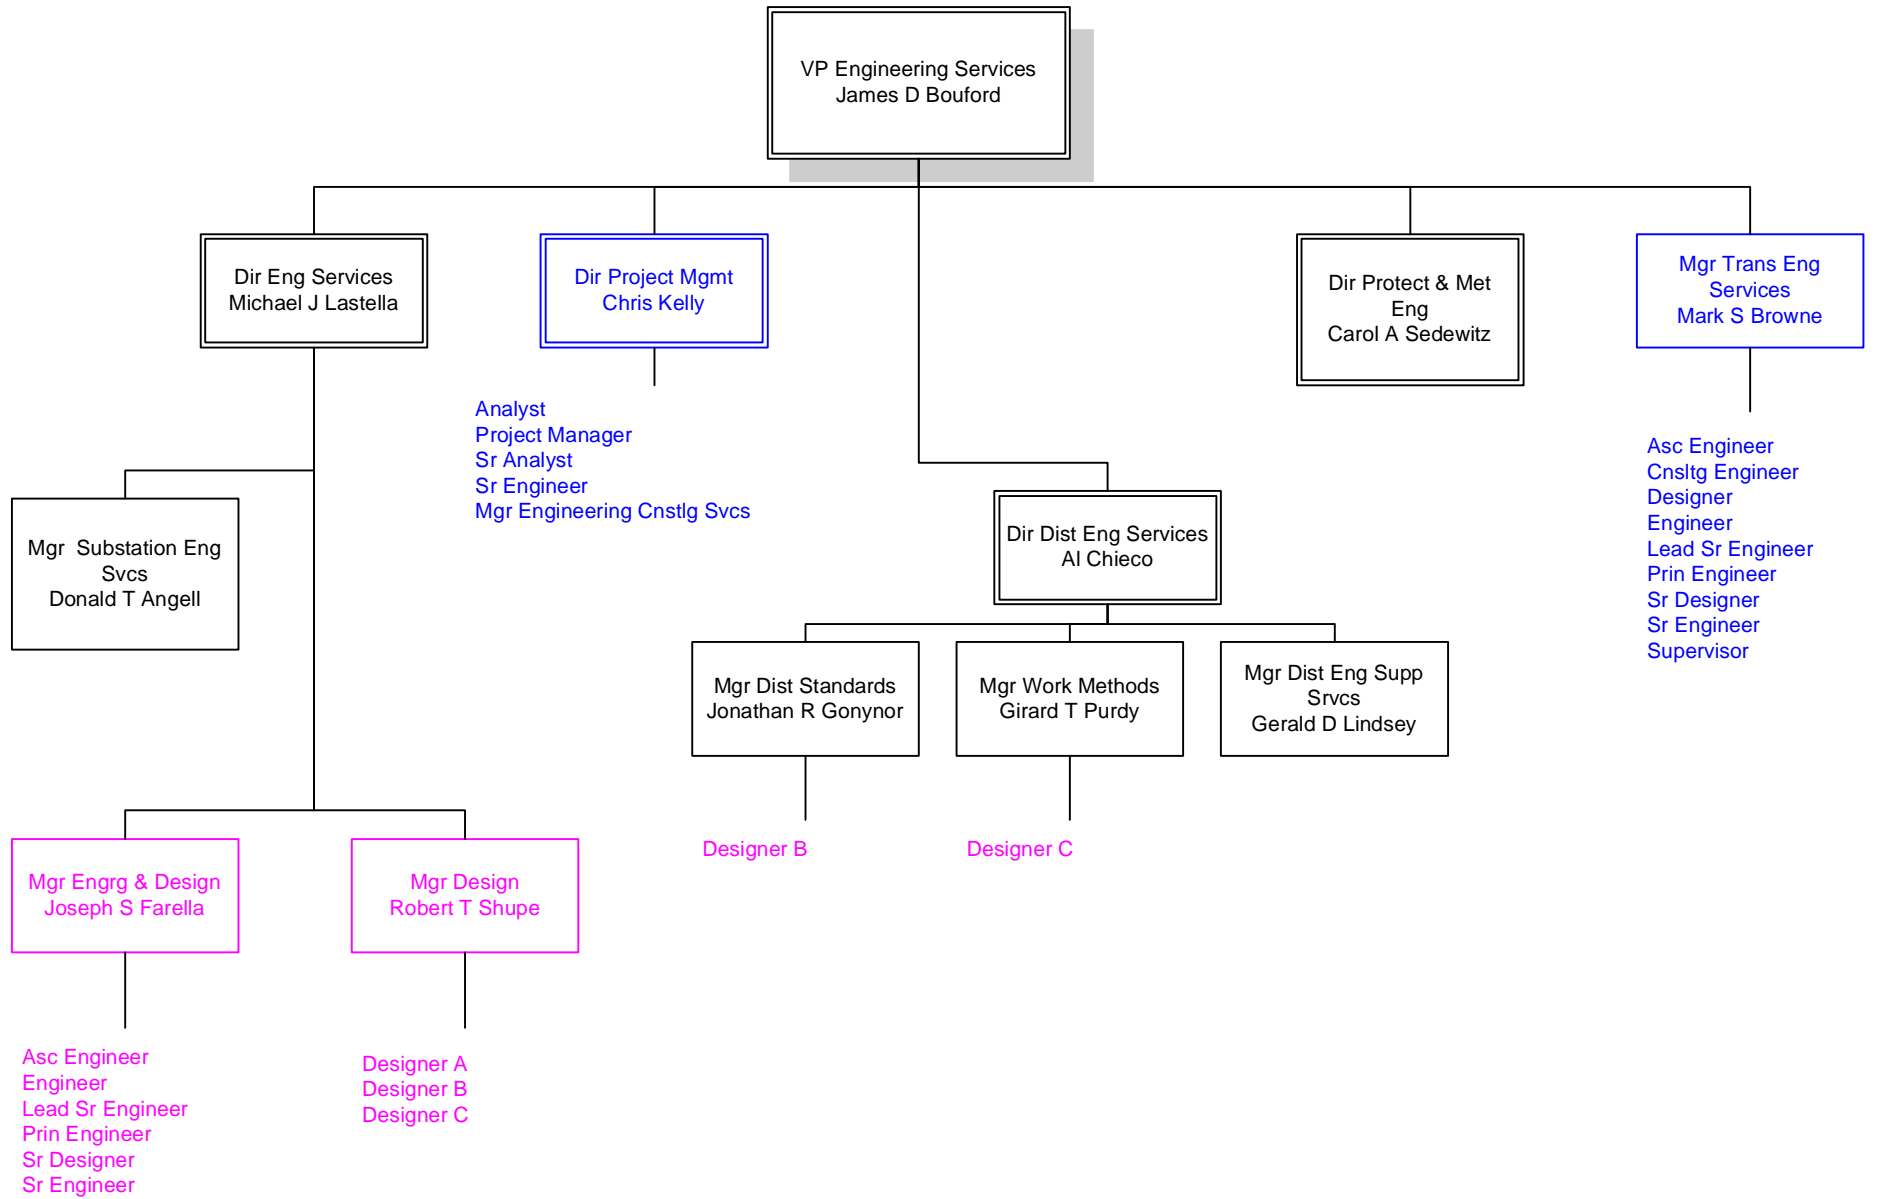 VP Engineering Services
James D Bouford
Dir Eng Services
Michael J Lastella
Dir Project Mgmt
Chris Kelly
Dir Protect & Met
Eng
Carol A Sedewitz
Mgr Trans Eng
Services
Mark S Browne
Analyst
Project Manager
Sr Analyst
Sr Engineer
Mgr Engineering Cnstlg Svcs
Asc Engineer
Cnsltg Engineer
Designer
Engineer
Lead Sr Engineer
Prin Engineer
Sr Designer
Sr Engineer
Supervisor
Mgr  Substation Eng
Svcs
Donald T Angell
Dir Dist Eng Services
Al Chieco
Mgr Dist Standards
Jonathan R Gonynor
Mgr Work Methods
Girard T Purdy
Mgr Dist Eng Supp
Srvcs
Gerald D Lindsey
Designer B
Designer C
Mgr Engrg & Design
Joseph S Farella
Mgr Design
Robert T Shupe
Asc Engineer
Engineer
Lead Sr Engineer
Prin Engineer
Sr Designer
Sr Engineer
Designer A
Designer B
Designer C